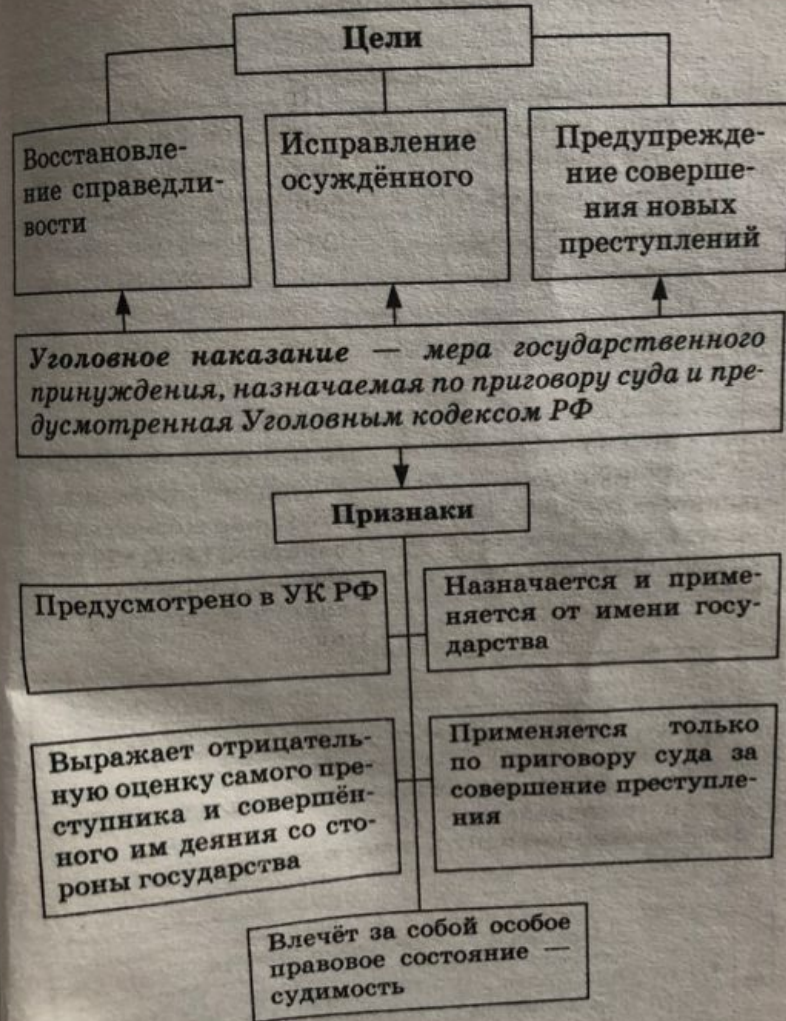 Цели
Восстановле-
ние справедли-
вости
Исправление
осуждённого
Предупрежде-
ние соверше-
ния новых
преступлений
Уголовное наказание — мера государственного
принуждения, назначаемая по приговору суда и пре-
дусмотренная Уголовным кодексом РФ
Признаки
Предусмотрено в УК РФ
Назначается и приме-
няется от имени госу-
дарства
Выражает отрицатель-
ную оценку самого пре-
ступника и совершён-
ного им деяния со сто-
роны государства
Применяется только
по приговору суда за
совершение преступле-
ния
Влечёт за собой особое
правовое состояние —
судимость